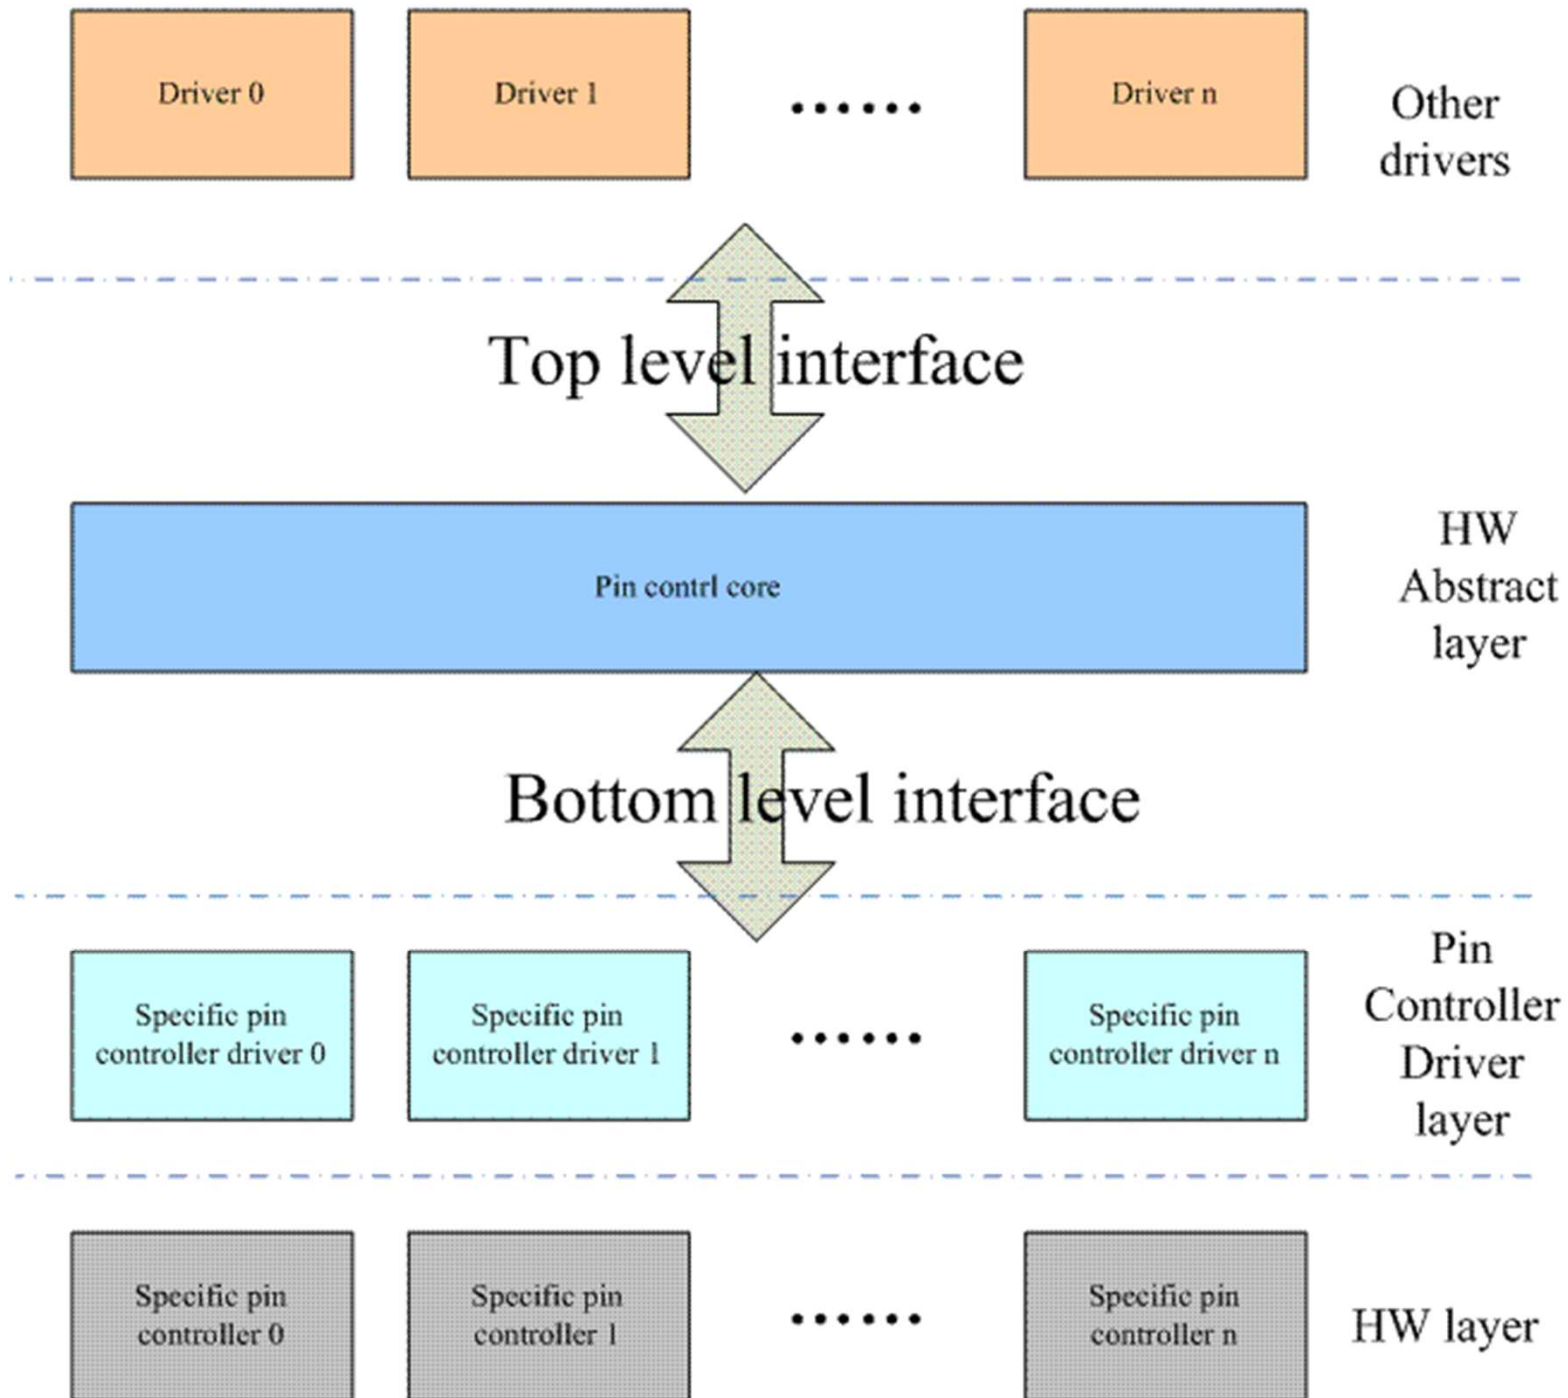 Driver 0
Driver 1
......
Driver n
Other
drivers
Top level interface
Pin contrl core
HW
Abstract
layer
Bottom level interface
Specific pin
controller driver 0
Specific pin
controller driver 1
......
Specific pin
controller driver n
Pin
Controller
Driver
layer
Specific pin
controller 0
Specific pin
controller 1
......
Specific pin
controller n
HW layer